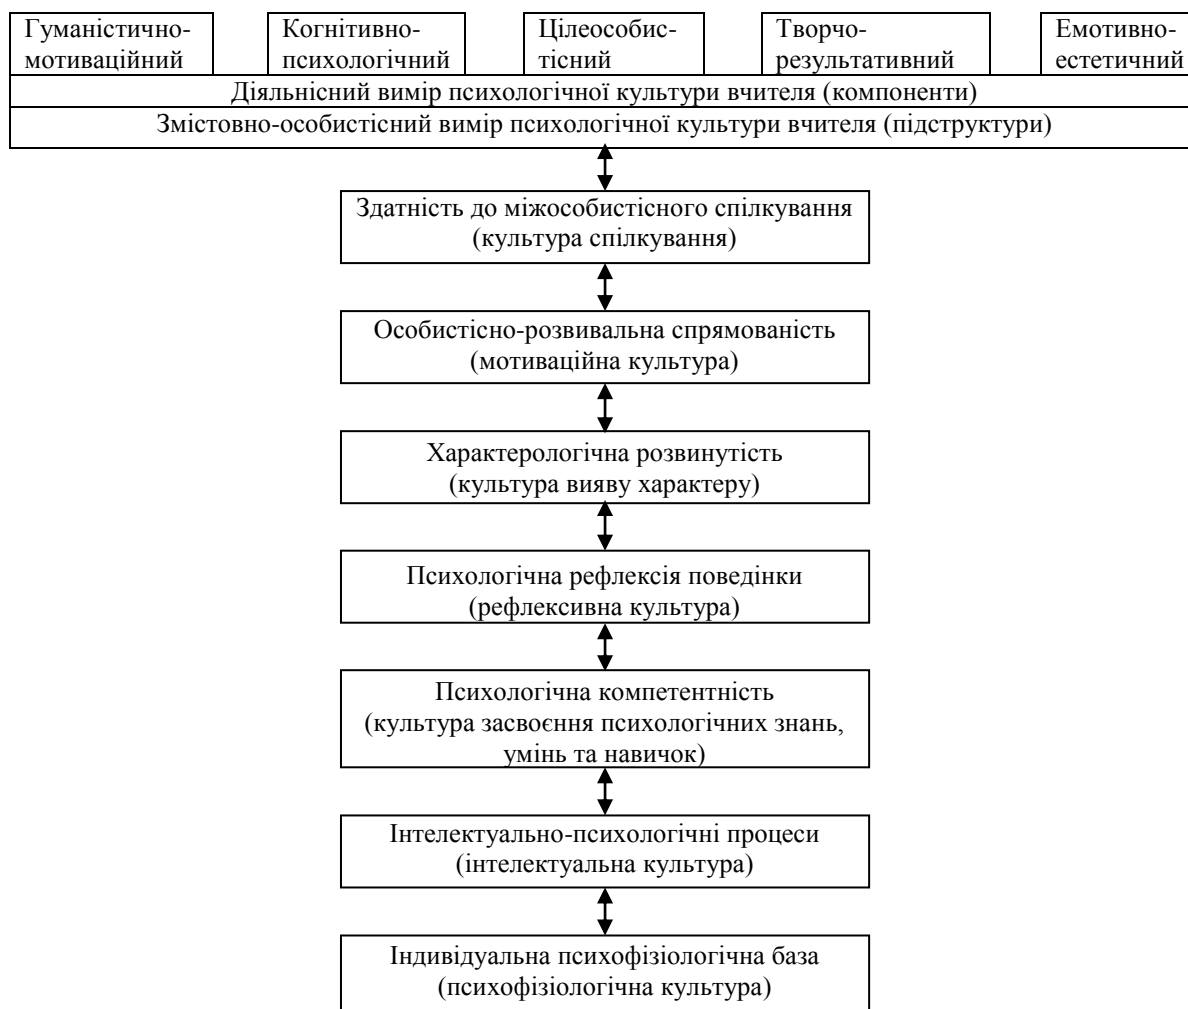 Гуманістично-
мотиваційний
Когнітивно-
психологічний
Цілеособис-
тісний
Творчо-
результативний
Емотивно-
естетичний
Діяльнісний вимір психологічної культури вчителя (компоненти)
Змістовно-особистісний вимір психологічної культури вчителя (підструктури)
Здатність до міжособистісного спілкування
(культура спілкування)
Особистісно-розвивальна спрямованість
(мотиваційна культура)
Характерологічна розвинутість
(культура вияву характеру)
Психологічна рефлексія поведінки
(рефлексивна культура)
Психологічна компетентність
(культура засвоєння психологічних знань,
умінь та навичок)
Інтелектуально-психологічні процеси
(інтелектуальна культура)
Індивідуальна психофізіологічна база
(психофізіологічна культура)